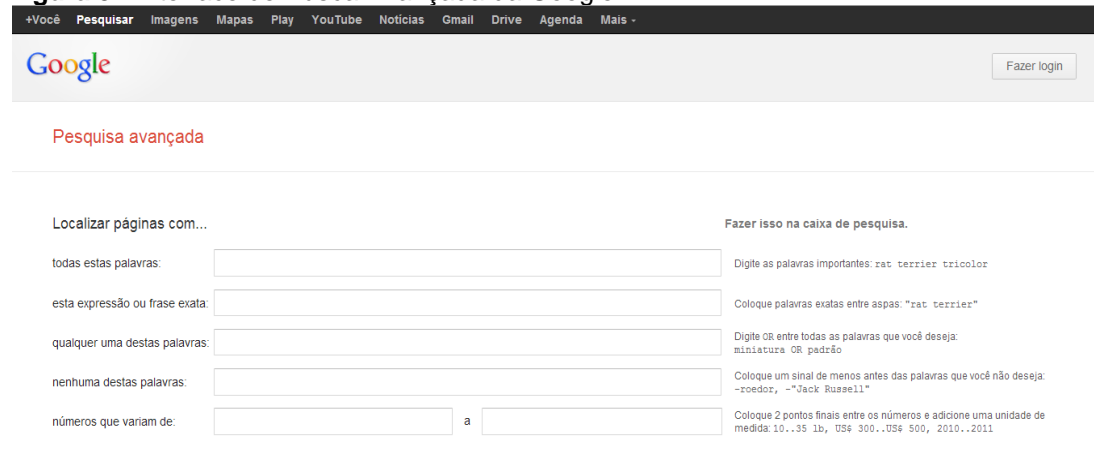 +Você Pesquisar Imagens Mapas Play YouTube Notícias Gmail Drive Agenda Mais
Google
Fazer login
Pesquisa avançada
Localizar páginas com...
Fazer isso na caixa de pesquisa.
todas estas palavras:
Digite as palavras importantes: rat terrier tricolor
esta expressão ou frase exata:
Coloque palavras exatas entre aspas: "rat terrier"
qualquer uma destas palavras:
Digite OR entre todas as palavras que você deseja:
miniatura OR padrão
nenhuma destas palavras:
Coloque um sinal de menos antes das palavras que você não deseja:
-roedor, -"Jack Russell"
números que variam de:
a
Coloque 2 pontos finais entre os números e adicione uma unidade de
medida: 10..35 lb, US$ 300..US$ 500, 2010..2011